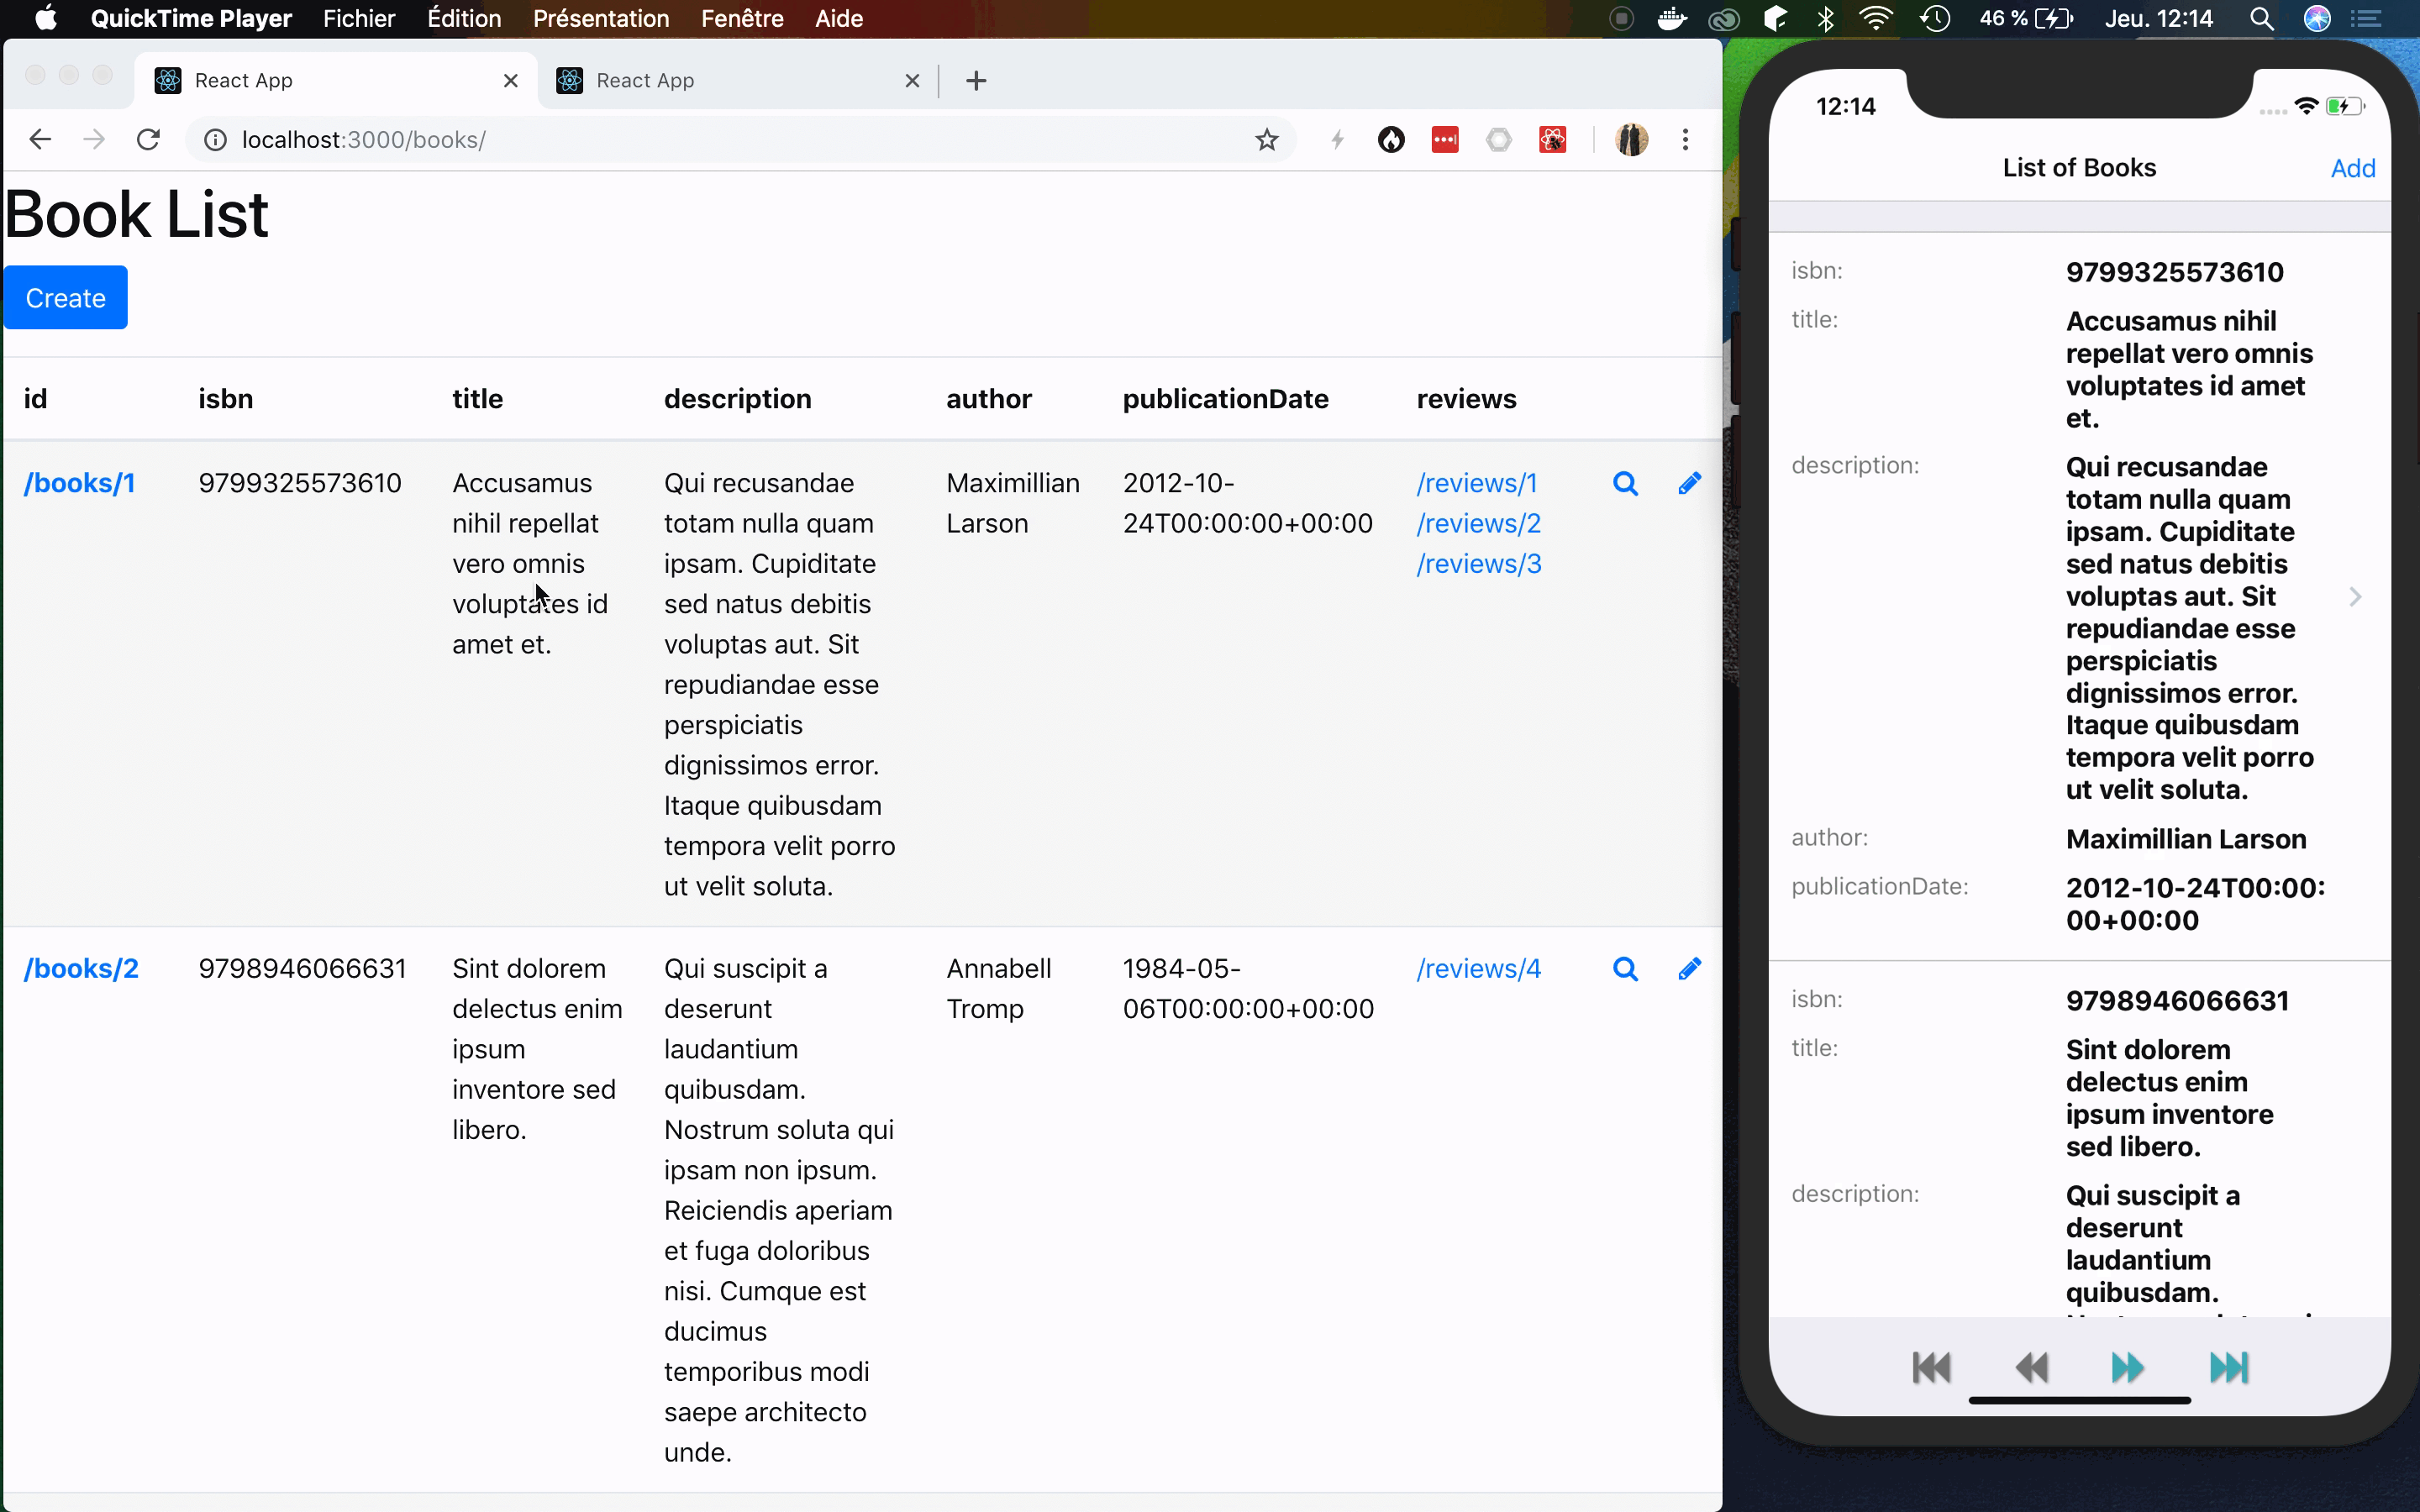 QuickTime Player Fichier Édition Présentation Fenêtre Aide 46 % Jeu. 12:14
React App React App
localhost:3000/books/
Book List
Create
id isbn title description author publicationDate reviews
/books/1 9799325573610 Accusamus Qui recusandae Maximillian 2012-10- /reviews/1
nihil repellat totam nulla quam Larson 24T00:00:00+00:00 /reviews/2
vero omnis ipsam. Cupiditate /reviews/3
voluptates id sed natus debitis
amet et. voluptas aut. Sit
repudiandae esse
perspiciatis
dignissimos error.
Itaque quibusdam
tempora velit porro
ut velit soluta.
/books/2 9798946066631 Sint dolorem Qui suscipit a Annabell 1984-05- /reviews/4
delectus enim deserunt Tromp 06T00:00:00+00:00
ipsum laudantium
inventore sed quibusdam.
libero. Nostrum soluta qui
ipsam non ipsum.
Reiciendis aperiam
et fuga doloribus
nisi. Cumque est
ducimus
temporibus modi
saepe architecto
unde.
12:14
List of Books Add
isbn: 9799325573610
title: Accusamus nihil
repellat vero omnis
voluptates id amet
et.
description: Qui recusandae
totam nulla quam
ipsam. Cupiditate
sed natus debitis
voluptas aut. Sit
repudiandae esse
perspiciatis
dignissimos error.
Itaque quibusdam
tempora velit porro
ut velit soluta.
author: Maximillian Larson
publicationDate: 2012-10-24T00:00:
00+00:00
isbn: 9798946066631
title: Sint dolorem
delectus enim
ipsum inventore
sed libero.
description: Qui suscipit a
deserunt
laudantium
quibusdam.